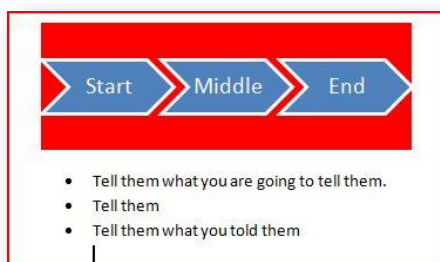 Start Middle End
• Tell them what you are going to tell them.
• Tell them
• Tell them what you told them